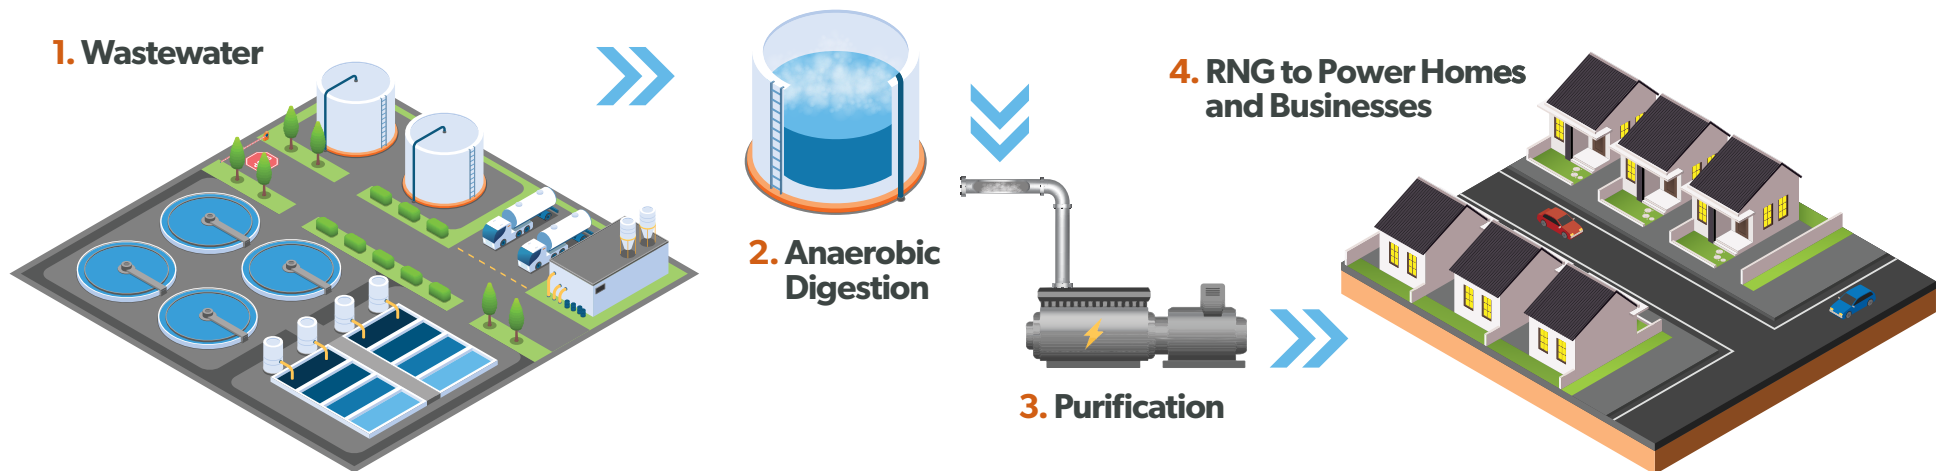 1. Wastewater
2. Anaerobic
Digestion
3. Purification
4. RNG to Power Homes
and Businesses